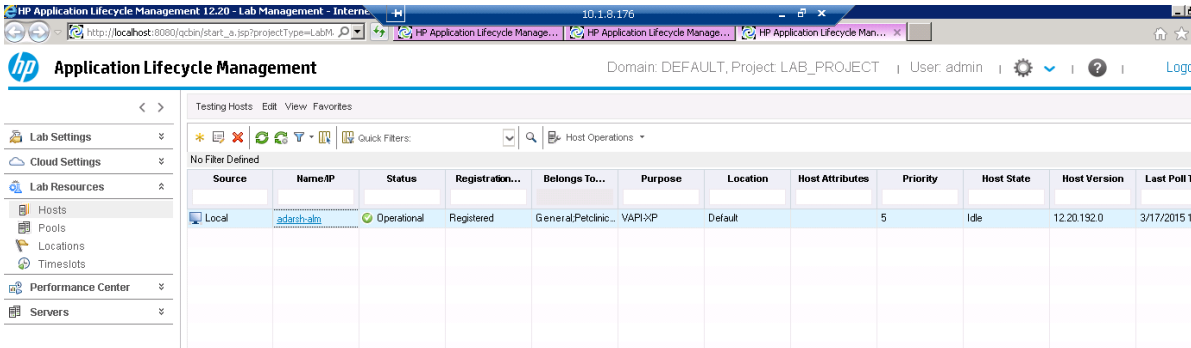 HP Application Lifecycle Management 12.20 - Lab Management - Interne
10.1.8.176
http://localhost:8080/qcbin/start_a.jsp?projectType=LabM
HP Application Lifecycle Manage...
HP Application Lifecycle Manage...
HP Application Lifecycle Man...
hp
Application Lifecycle Management
Domain: DEFAULT, Project: LAB_PROJECT
User: admin
Logo
Testing Hosts Edit View Favorites
Lab Settings
Quick Filters:
Host Operations
Cloud Settings
No Filter Defined
Lab Resources
Source Name/IP Status Registration... Belongs To... Purpose Location Host Attributes Priority Host State Host Version Last Poll T
Hosts
Local adarsh-alm Operational Registered General;Petclinic... VAPI-XP Default 5 Idle 12.20.192.0 3/17/2015 1
Pools
Locations
Timeslots
Performance Center
Servers